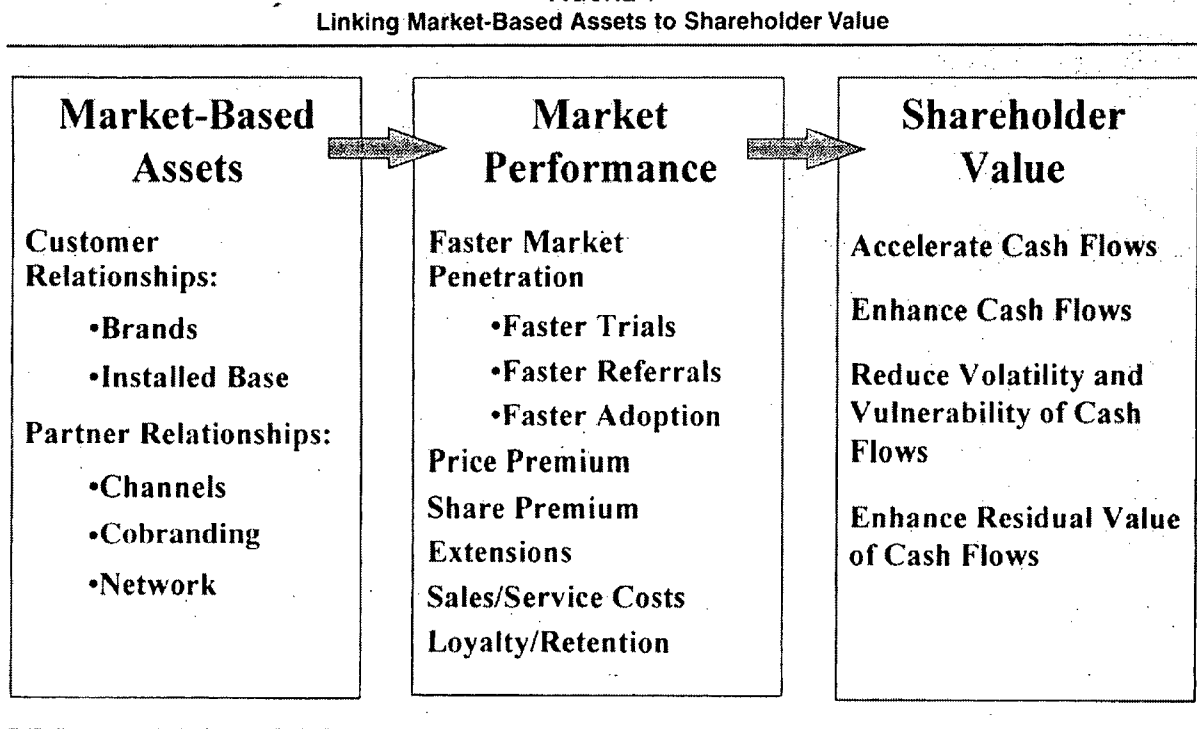 Linking Market-Based Assets to Shareholder Value
Market-Based
Assets
Customer
Relationships:
•Brands
•Installed Base
Partner Relationships:
•Channels
•Cobranding
•Network
Market
Performance
Faster Market
Penetration
•Faster Trials
•Faster Referrals
•Faster Adoption
Price Premium
Share Premium
Extensions
Sales/Service Costs
Loyalty/Retention
Shareholder
Value
Accelerate Cash Flows
Enhance Cash Flows
Reduce Volatility and
Vulnerability of Cash
Flows
Enhance Residual Value
of Cash Flows